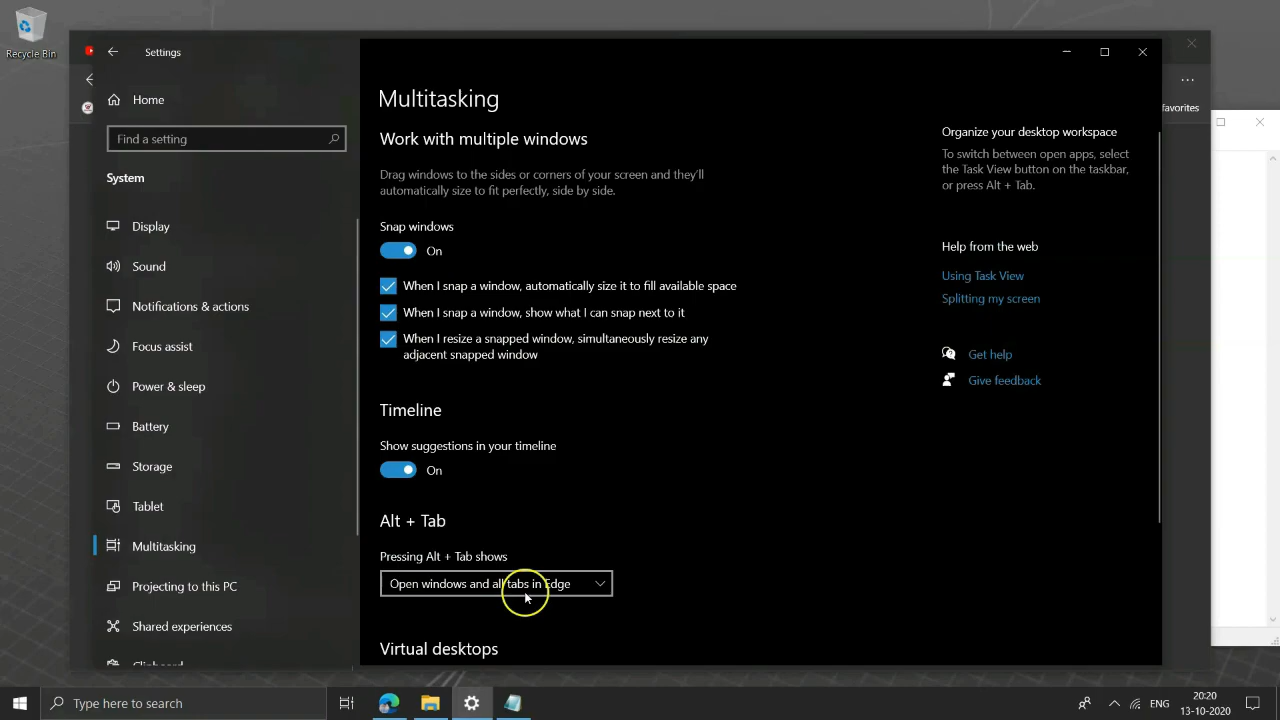 Recycle Bin
Settings
Home
Find a setting
System
Display
Sound
Notifications & actions
Focus assist
Power & sleep
Battery
Storage
Tablet
Multitasking
Projecting to this PC
Shared experiences
Clipboard
Multitasking
Work with multiple windows
Drag windows to the sides or corners of your screen and they'll
automatically size to fit perfectly, side by side.
Snap windows
On
When I snap a window, automatically size it to fill available space
When I snap a window, show what I can snap next to it
When I resize a snapped window, simultaneously resize any
adjacent snapped window
Timeline
Show suggestions in your timeline
On
Alt + Tab
Pressing Alt + Tab shows
Open windows and all tabs in Edge
Virtual desktops
Organize your desktop workspace
To switch between open apps, select
the Task View button on the taskbar,
or press Alt + Tab.
Help from the web
Using Task View
Splitting my screen
Get help
Give feedback
favorites
Type here to search
ENG
20:20
13-10-2020